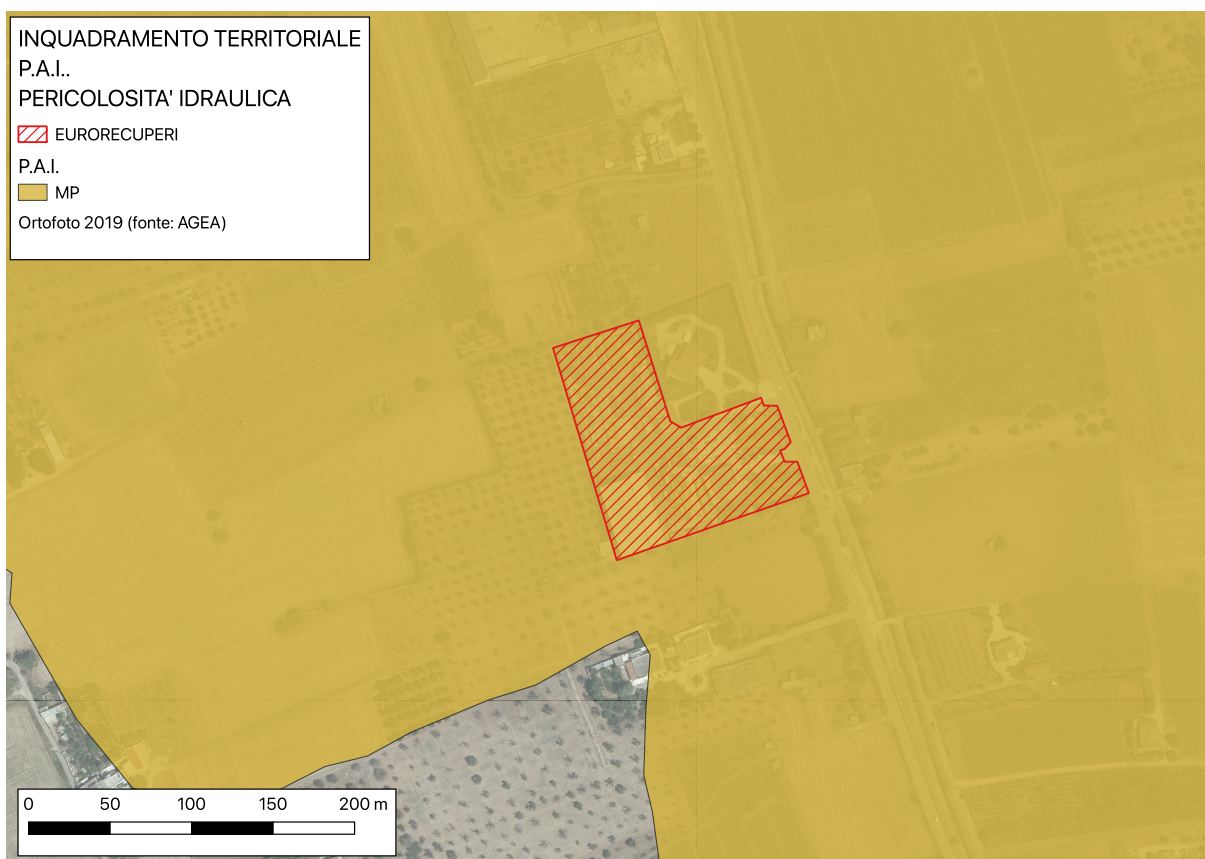 INQUADRAMENTO TERRITORIALE
P.A.I..
PERICOLOSITA' IDRAULICA
EURORECUPERI
P.A.I.
MP
Ortofoto 2019 (fonte: AGEA)
0 50 100 150 200 m